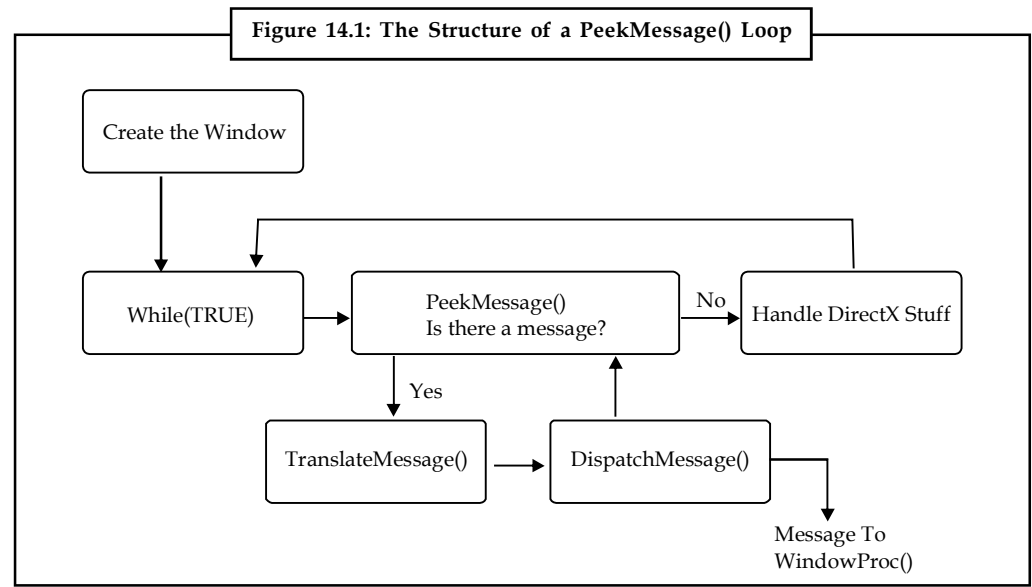 Figure 14.1: The Structure of a PeekMessage() Loop
Create the Window
While(TRUE)
PeekMessage()
Is there a message?
No
Handle DirectX Stuff
Yes
TranslateMessage()
DispatchMessage()
Message To
WindowProc()